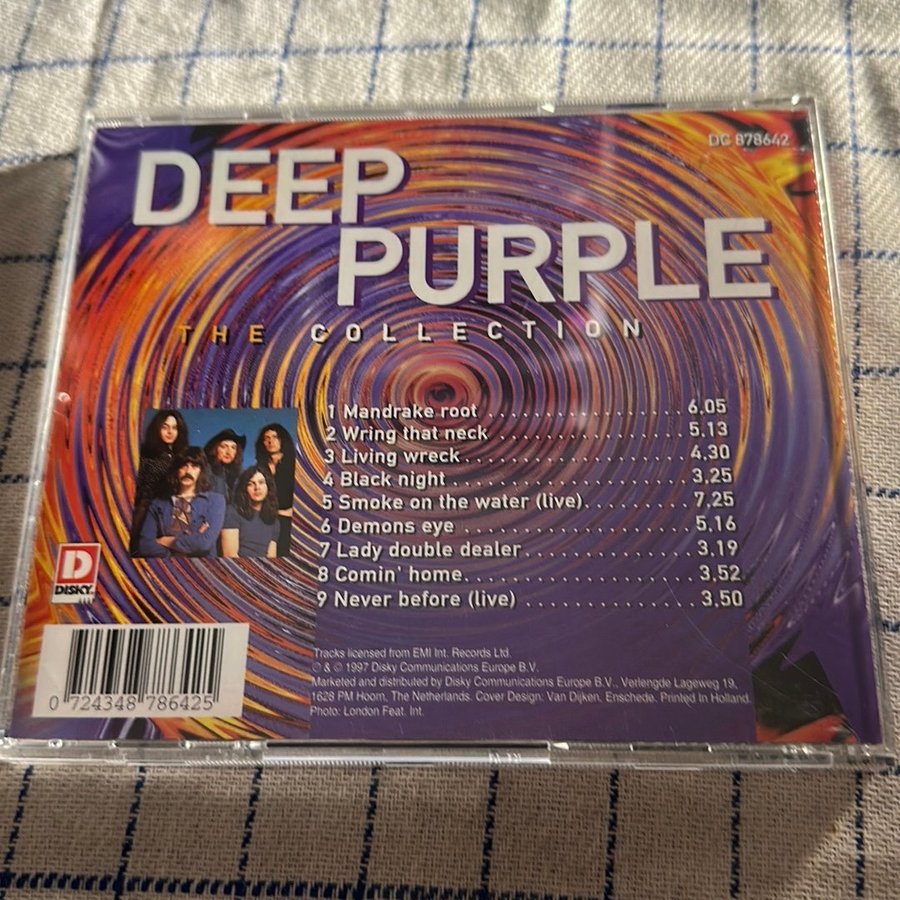 DC 878642
DEEP
PURPLE
THE COLLECTION
1 Mandrake root . . . . . . . . . . . . . . . . . 6,05
2 Wring that neck . . . . . . . . . . . . . . . . 5.13
3 Living wreck. . . . . . . . . . . . . . . . . . . 4.30
4 Black night . . . . . . . . . . . . . . . . . . . . 3,25
5 Smoke on the water (live). . . . . . . . . 7,25
6 Demons eye . . . . . . . . . . . . . . . . . . . 5,16
7 Lady double dealer . . . . . . . . . . . . . 3.19
8 Comin' home. . . . . . . . . . . . . . . . . . 3,52
9 Never before (live) . . . . . . . . . . . . . 3,50
D
DISKY
Tracks licensed from EMI Int. Records Ltd.
℗ & © 1997 Disky Communications Europe B.V.
Marketed and distributed by Disky Communications Europe B.V., Verlengde Lageweg 19,
1628 PM Hoorn, The Netherlands. Cover Design: Van Dijken, Enschede. Printed in Holland.
Photo: London Feat. Int.
0 724348 786425